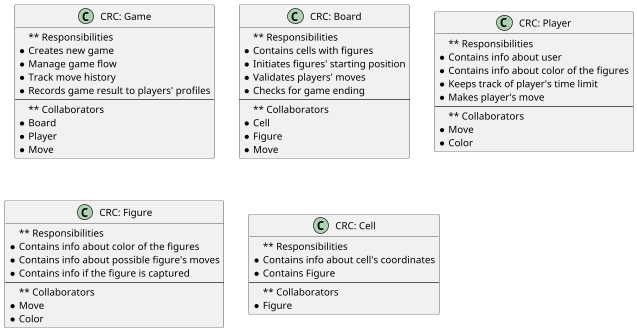 C CRC: Game
** Responsibilities
• Creates new game
• Manage game flow
• Track move history
• Records game result to players' profiles
** Collaborators
• Board
• Player
• Move
C CRC: Board
** Responsibilities
• Contains cells with figures
• Initiates figures' starting position
• Validates players' moves
• Checks for game ending
** Collaborators
• Cell
• Figure
• Move
C CRC: Player
** Responsibilities
• Contains info about user
• Contains info about color of the figures
• Keeps track of player's time limit
• Makes player's move
** Collaborators
• Move
• Color
C CRC: Figure
** Responsibilities
• Contains info about color of the figures
• Contains info about possible figure's moves
• Contains info if the figure is captured
** Collaborators
• Move
• Color
C CRC: Cell
** Responsibilities
• Contains info about cell's coordinates
• Contains Figure
** Collaborators
• Figure